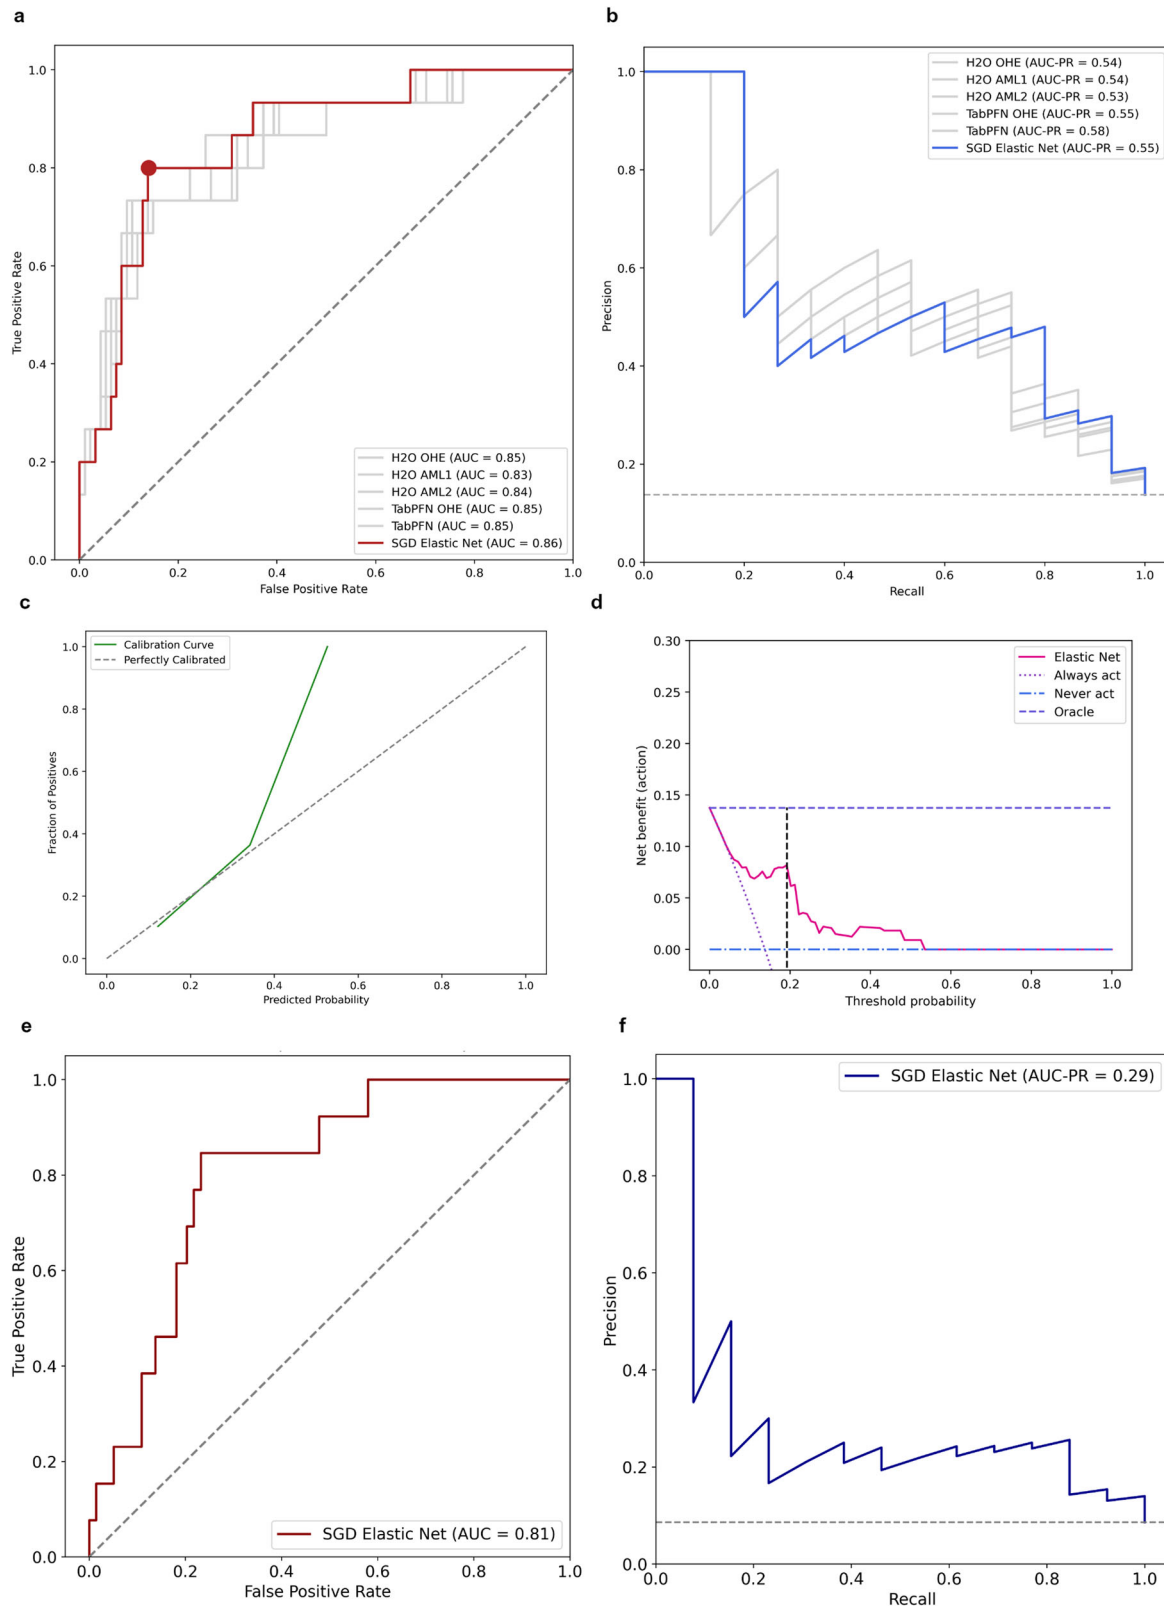 a
1.0
0.8
0.6
0.4
0.2
0.0
True Positive Rate
H2O OHE (AUC = 0.85)
H2O AML1 (AUC = 0.83)
H2O AML2 (AUC = 0.84)
TabPFN OHE (AUC = 0.85)
TabPFN (AUC = 0.85)
SGD Elastic Net (AUC = 0.86)
0.0 0.2 0.4 0.6 0.8 1.0
False Positive Rate
b
1.0
0.8
0.6
0.4
0.2
0.0
Precision
H2O OHE (AUC-PR = 0.54)
H2O AML1 (AUC-PR = 0.54)
H2O AML2 (AUC-PR = 0.53)
TabPFN OHE (AUC-PR = 0.55)
TabPFN (AUC-PR = 0.58)
SGD Elastic Net (AUC-PR = 0.55)
0.0 0.2 0.4 0.6 0.8 1.0
Recall
c
1.0
0.8
0.6
0.4
0.2
0.0
Fraction of Positives
Calibration Curve
Perfectly Calibrated
0.0 0.2 0.4 0.6 0.8 1.0
Predicted Probability
d
0.30
0.25
0.20
0.15
0.10
0.05
0.00
Net benefit (action)
Elastic Net
Always act
Never act
Oracle
0.0 0.2 0.4 0.6 0.8 1.0
Threshold probability
e
1.0
0.8
0.6
0.4
0.2
0.0
True Positive Rate
SGD Elastic Net (AUC = 0.81)
0.0 0.2 0.4 0.6 0.8 1.0
False Positive Rate
f
1.0
0.8
0.6
0.4
0.2
0.0
Precision
SGD Elastic Net (AUC-PR = 0.29)
0.0 0.2 0.4 0.6 0.8 1.0
Recall